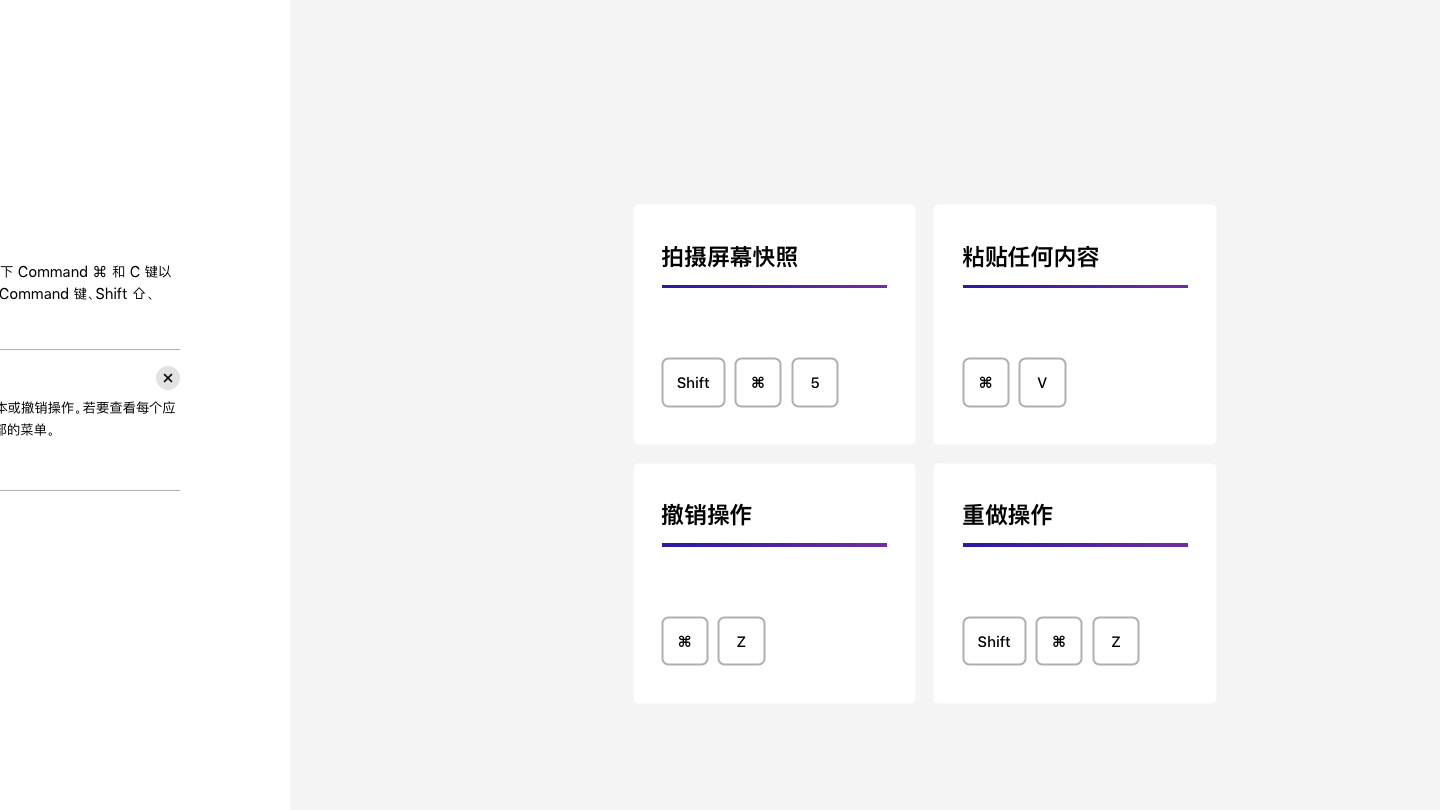 下 Command ⌘ 和 C 键以
Command 键、Shift ⇧、
本或撤销操作。若要查看每个应
部的菜单。
拍摄屏幕快照
Shift ⌘ 5
粘贴任何内容
⌘ V
撤销操作
⌘ Z
重做操作
Shift ⌘ Z